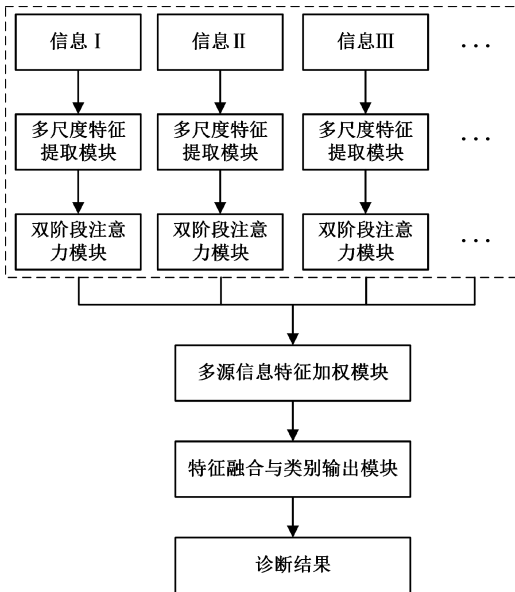 信息Ⅰ
信息Ⅱ
信息Ⅲ
...
多尺度特征
提取模块
多尺度特征
提取模块
多尺度特征
提取模块
...
双阶段注意
力模块
双阶段注意
力模块
双阶段注意
力模块
...
多源信息特征加权模块
特征融合与类别输出模块
诊断结果